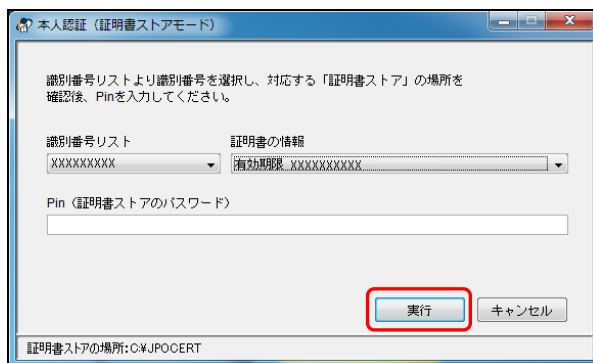 本人認証（証明書ストアモード）
識別番号リストより識別番号を選択し、対応する「証明書ストア」の場所を
確認後、Pinを入力してください。
識別番号リスト 証明書の情報
XXXXXXXXX 有効期限 XXXXXXXXXX
Pin（証明書ストアのパスワード）
実行 キャンセル
証明書ストアの場所:C:¥JPOCERT